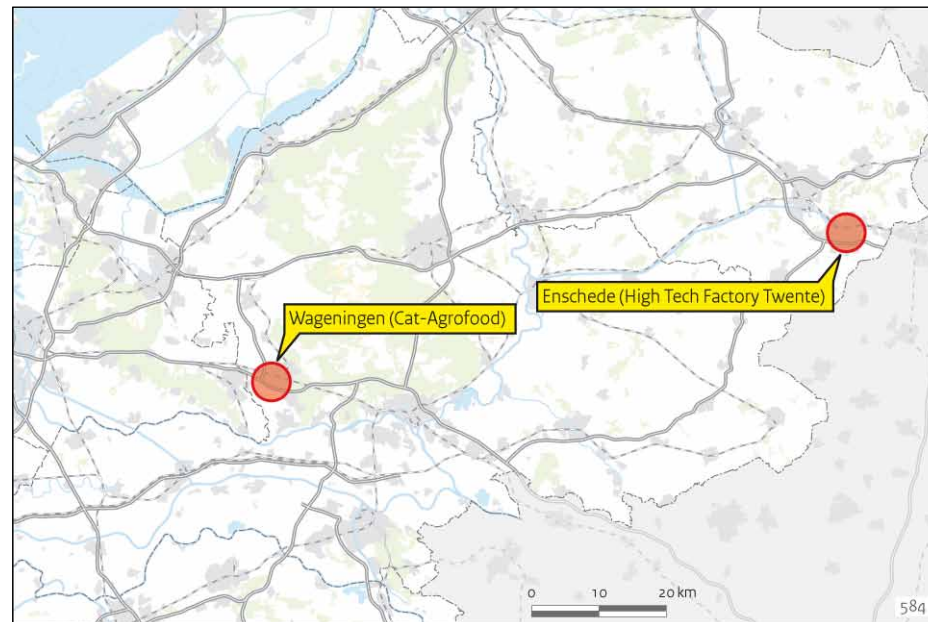 Enschede (High Tech Factory Twente)
Wageningen (Cat-Agrofood)
0 10 20 km
584